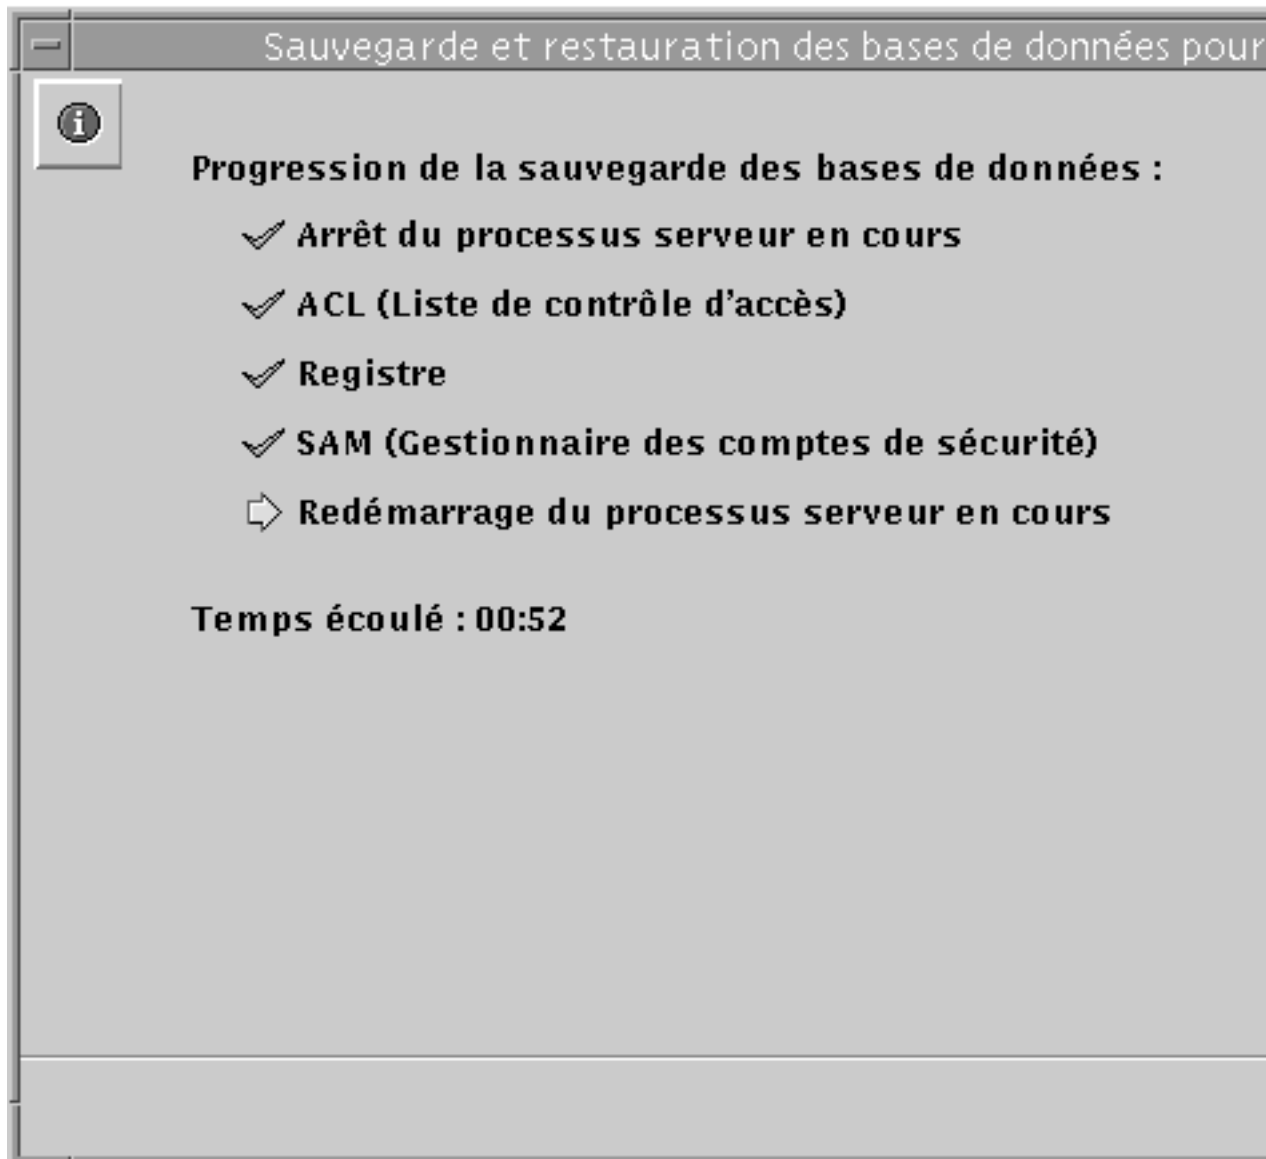 Sauvegarde et restauration des bases de données pour
Progression de la sauvegarde des bases de données :
Arrêt du processus serveur en cours
ACL (Liste de contrôle d'accès)
Registre
SAM (Gestionnaire des comptes de sécurité)
Redémarrage du processus serveur en cours
Temps écoulé : 00:52